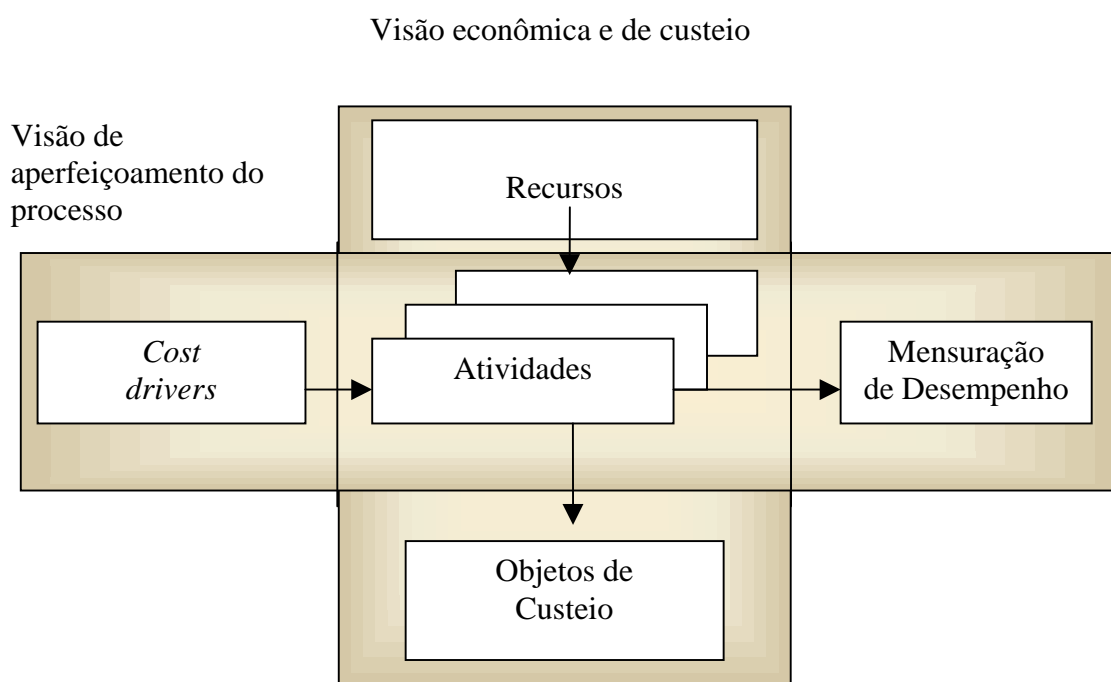 Visão econômica e de custeio
Visão de
aperfeiçoamento do
processo
Recursos
Cost
drivers
Atividades
Mensuração
de Desempenho
Objetos de
Custeio